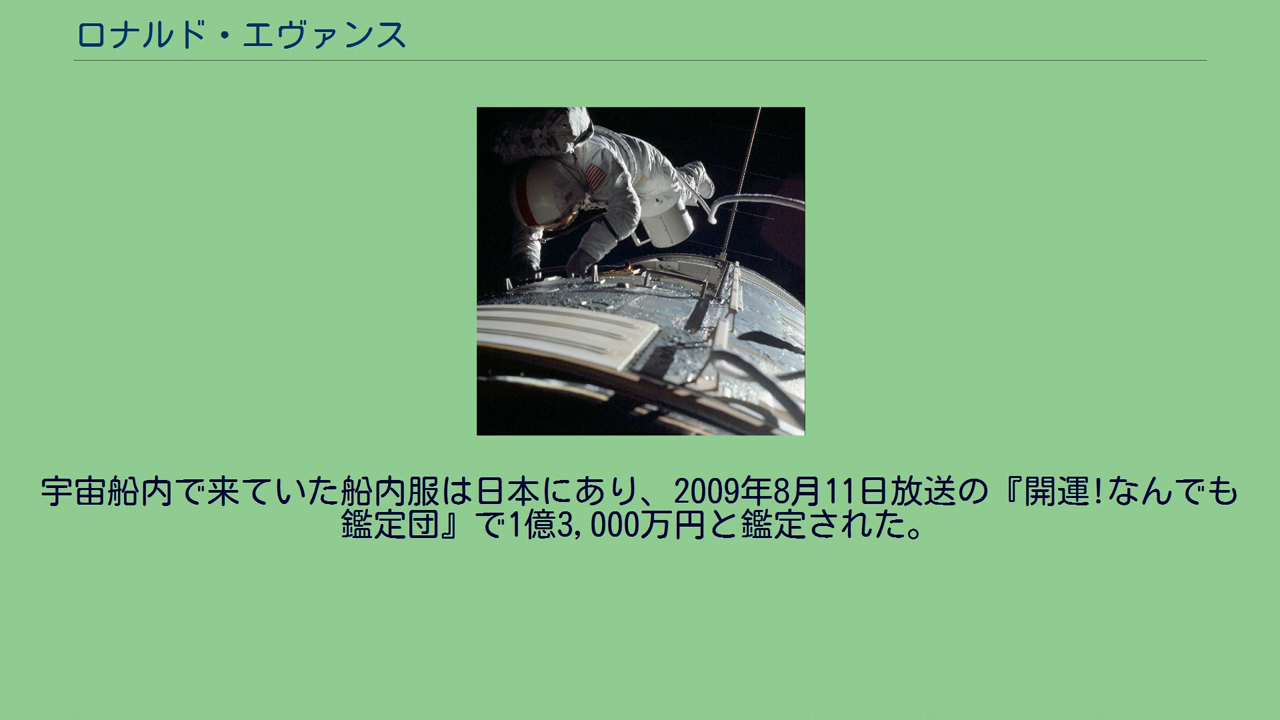 ロナルド・エヴァンス
宇宙船内で来ていた船内服は日本にあり、2009年8月11日放送の『開運!なんでも
鑑定団』で1億3,000万円と鑑定された。